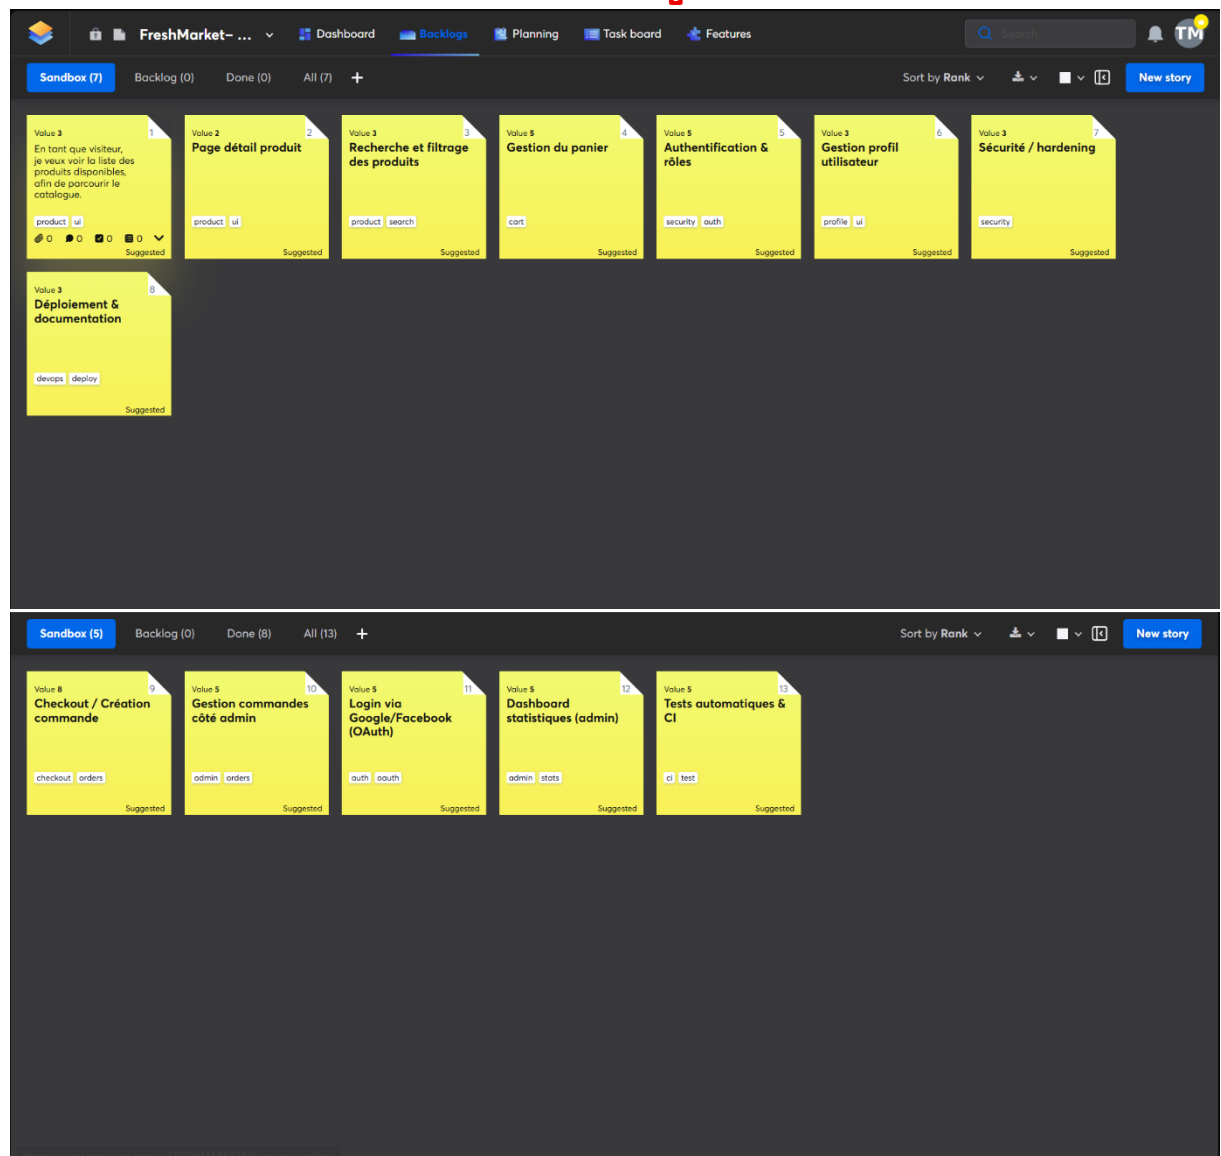 FreshMarket– ...
Dashboard
Backlogs
Planning
Task board
Features
Search
TM
Sandbox (7)
Backlog (0)
Done (0)
All (7)
Sort by Rank
New story
Value 3
1
En tant que visiteur,
je veux voir la liste des
produits disponibles,
afin de parcourir le
catalogue.
product ui
0 0 0 0
Suggested
Value 2
2
Page détail produit
product ui
Suggested
Value 3
3
Recherche et filtrage
des produits
product search
Suggested
Value 5
4
Gestion du panier
cart
Suggested
Value 5
5
Authentification &
rôles
security auth
Suggested
Value 3
6
Gestion profil
utilisateur
profile ui
Suggested
Value 3
7
Sécurité / hardening
security
Suggested
Value 3
8
Déploiement &
documentation
devops deploy
Suggested
Sandbox (5)
Backlog (0)
Done (8)
All (13)
Sort by Rank
New story
Value 8
9
Checkout / Création
commande
checkout orders
Suggested
Value 5
10
Gestion commandes
côté admin
admin orders
Suggested
Value 5
11
Login via
Google/Facebook
(OAuth)
auth oauth
Suggested
Value 5
12
Dashboard
statistiques (admin)
admin stats
Suggested
Value 5
13
Tests automatiques &
CI
ci test
Suggested